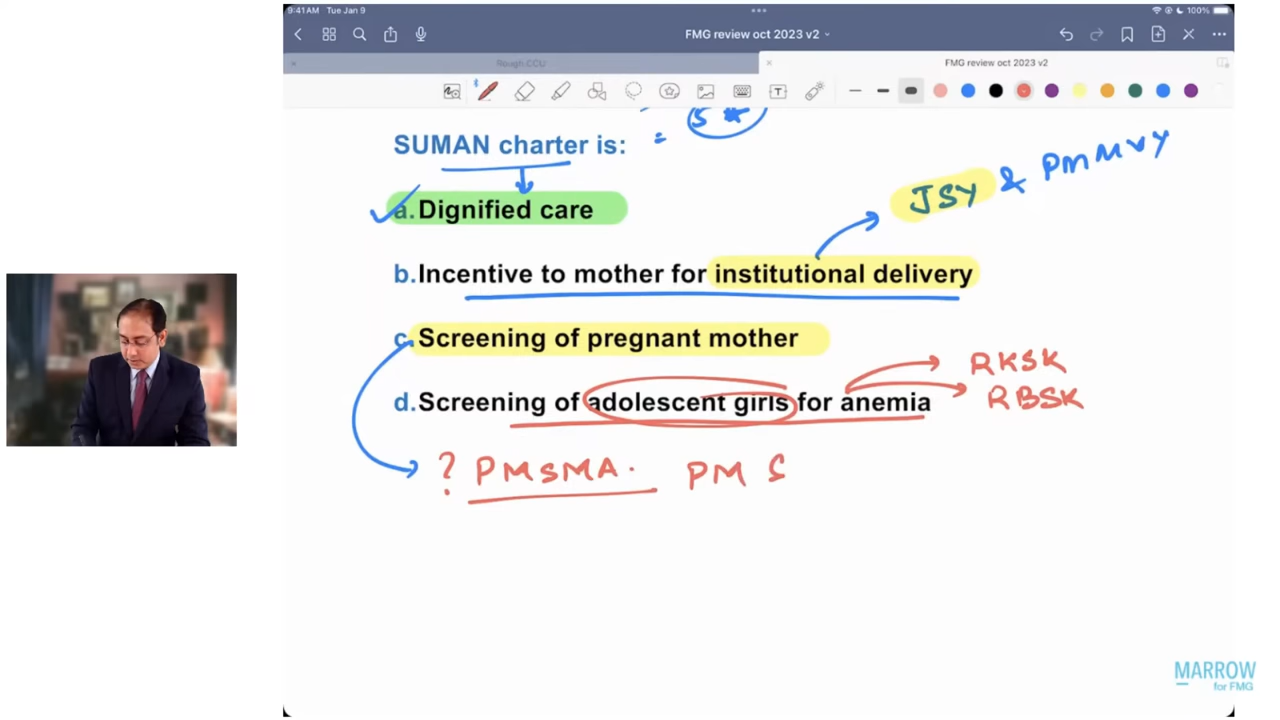 9:41AM Tue Jan 9
100%
FMG review oct 2023 v2
Rough CCU
FMG review oct 2023 v2
= 5 *
SUMAN charter is:
a. Dignified care
JSY & PMMVY
b. Incentive to mother for institutional delivery
c. Screening of pregnant mother
RKSK
d. Screening of adolescent girls for anemia
RBSK
? PMSMA. PM S
MARROW
for FMG